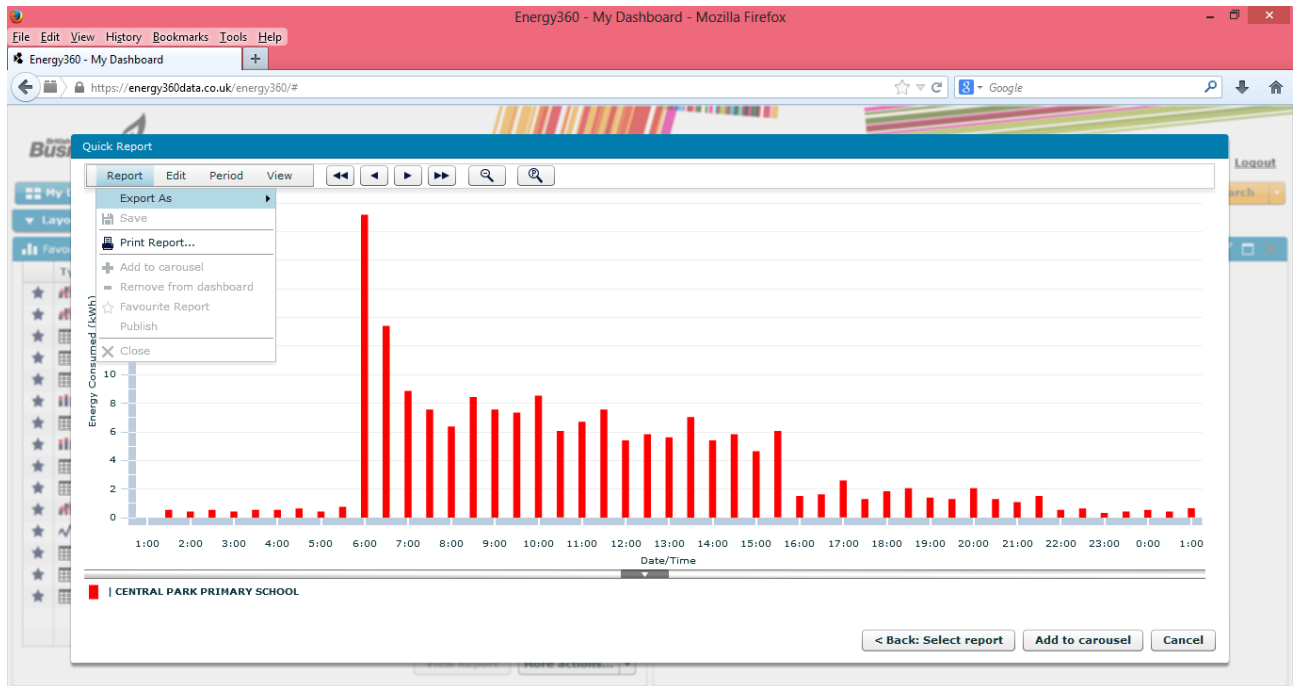 Energy360 - My Dashboard - Mozilla Firefox
File Edit View History Bookmarks Tools Help
Energy360 - My Dashboard
https://energy360data.co.uk/energy360/#
Google
Quick Report
Logout
Report Edit Period View
Export As
Save
Print Report...
Add to carousel
Remove from dashboard
Favourite Report
Publish
Close
Energy Consumed (kWh)
10
8
6
4
2
0
1:00 2:00 3:00 4:00 5:00 6:00 7:00 8:00 9:00 10:00 11:00 12:00 13:00 14:00 15:00 16:00 17:00 18:00 19:00 20:00 21:00 22:00 23:00 0:00 1:00
Date/Time
| CENTRAL PARK PRIMARY SCHOOL
< Back: Select report Add to carousel Cancel
View Report More actions...